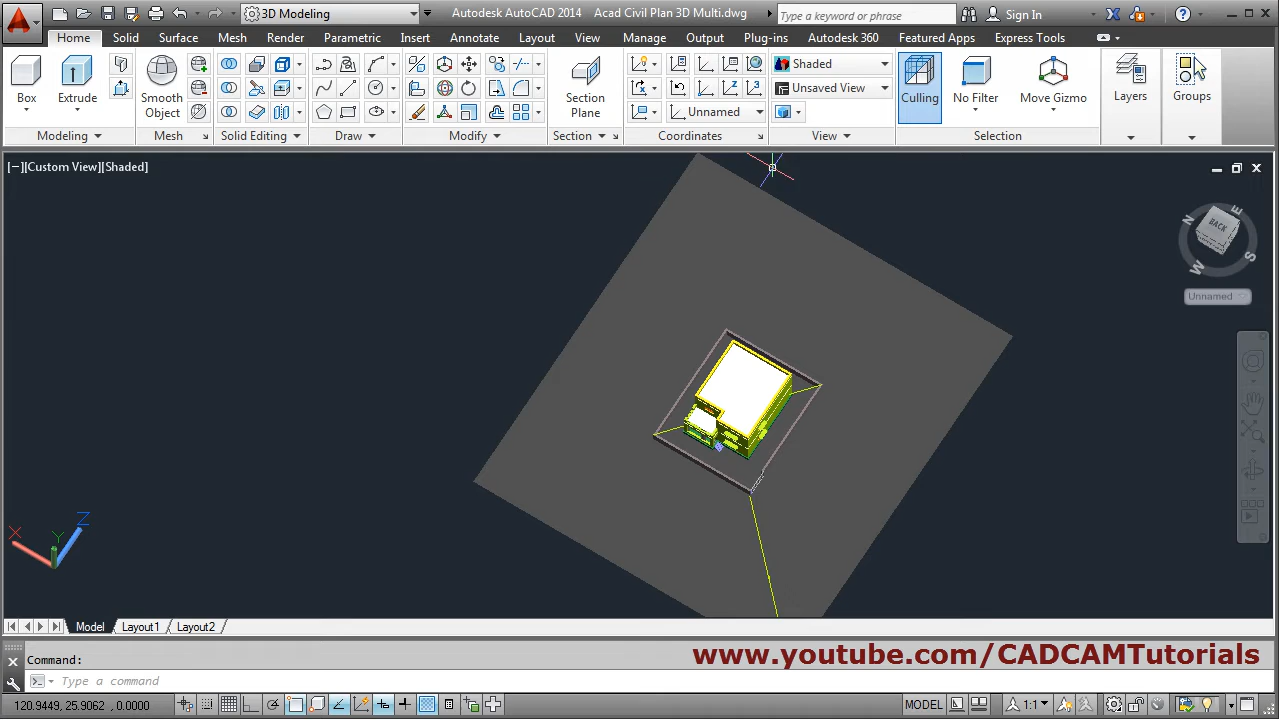 3D Modeling
Autodesk AutoCAD 2014 Acad Civil Plan 3D Multi.dwg
Type a keyword or phrase
Sign In
Home Solid Surface Mesh Render Parametric Insert Annotate Layout View Manage Output Plug-ins Autodesk 360 Featured Apps Express Tools
Box
Extrude
Smooth
Object
Section
Plane
Unnamed
Shaded
Unsaved View
Culling
No Filter
Move Gizmo
Layers
Groups
Modeling
Mesh
Solid Editing
Draw
Modify
Section
Coordinates
View
Selection
[−][Custom View][Shaded]
N
E
BACK
W
S
Unnamed
X
Y
Z
Model Layout1 Layout2
Command:
www.youtube.com/CADCAMTutorials
Type a command
120.9449, 25.9062 , 0.0000
MODEL
1:1